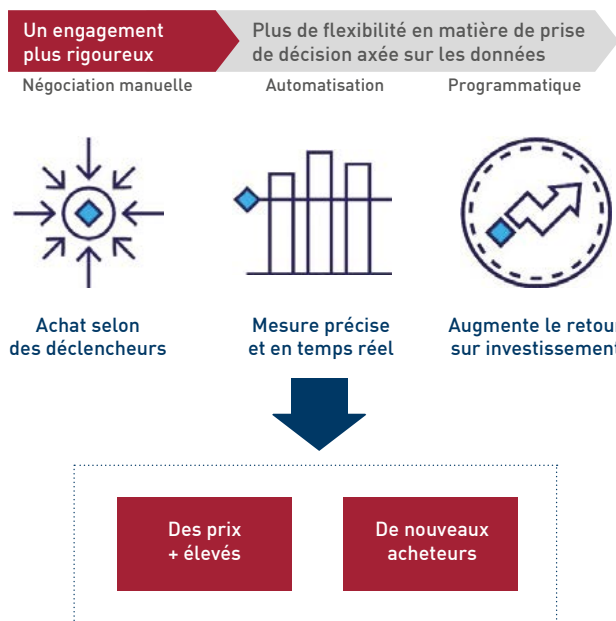 Un engagement
plus rigoureux
Plus de flexibilité en matière de prise
de décision axée sur les données
Négociation manuelle
Automatisation
Programmatique
Achat selon
des déclencheurs
Mesure précise
et en temps réel
Augmente le retour
sur investissement
Des prix
+ élevés
De nouveaux
acheteurs